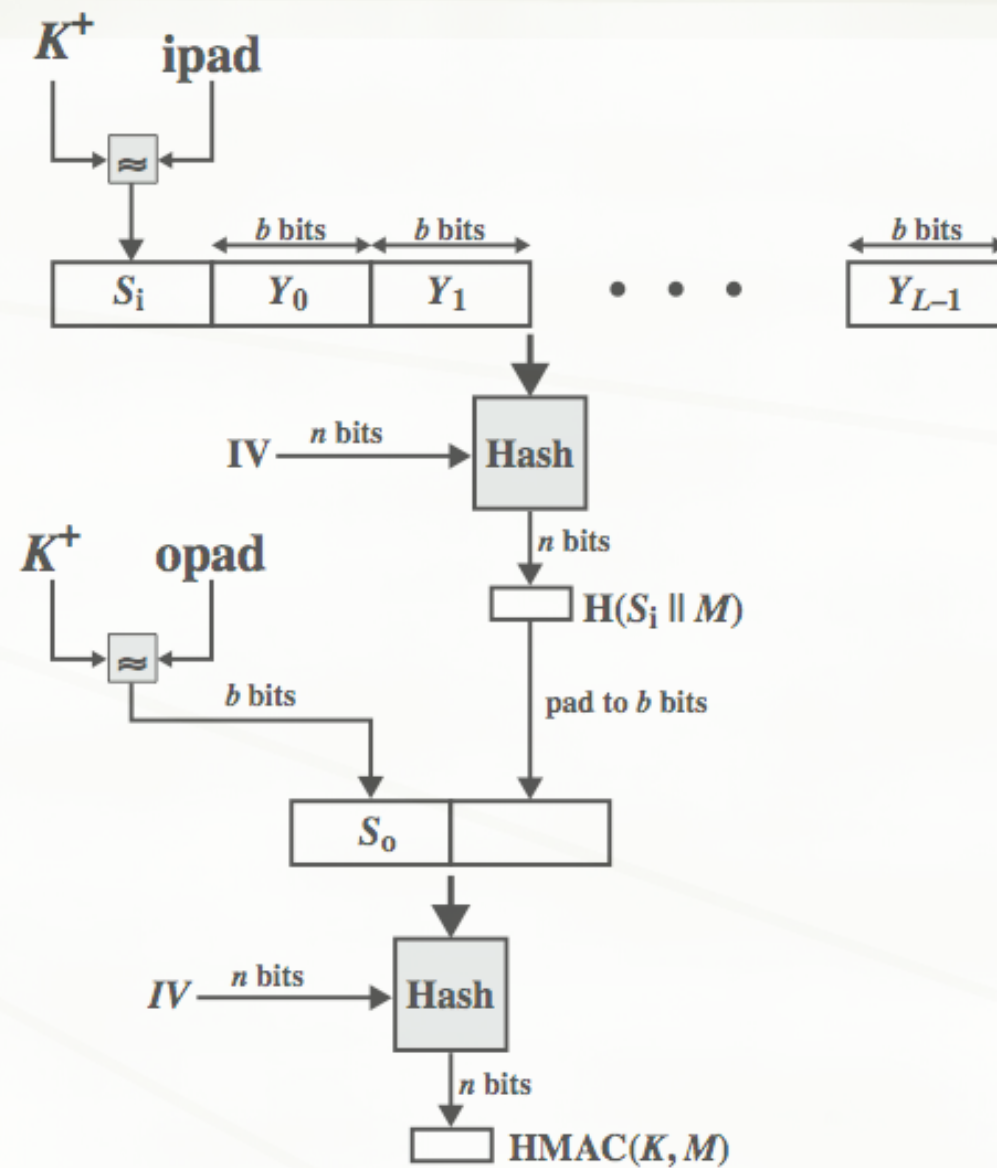 K⁺ ipad
≈
b bits b bits b bits
Sᵢ Y₀ Y₁ • • • Y_{L–1}
IV n bits Hash
n bits
K⁺ opad
H(Sᵢ || M)
≈
b bits
pad to b bits
Sₒ
IV n bits Hash
n bits
HMAC(K, M)